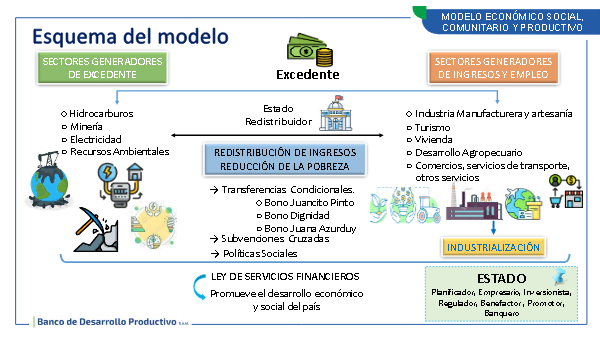 MODELO ECONÓMICO SOCIAL,
COMUNITARIO Y PRODUCTIVO
Esquema del modelo
SECTORES GENERADORES
DE EXCEDENTE
Excedente
SECTORES GENERADORES
DE INGRESOS Y EMPLEO
Hidrocarburos
Minería
Electricidad
Recursos Ambientales
Estado
Redistribuidor
Industria Manufacturera y artesanía
Turismo
Vivienda
Desarrollo Agropecuario
Comercios, servicios de transporte,
otros servicios
REDISTRIBUCIÓN DE INGRESOS
REDUCCIÓN DE LA POBREZA
→ Transferencias Condicionales.
Bono Juancito Pinto
Bono Dignidad
Bono Juana Azurduy
→ Subvenciones Cruzadas
→ Políticas Sociales
INDUSTRIALIZACIÓN
LEY DE SERVICIOS FINANCIEROS
Promueve el desarrollo económico
y social del país
ESTADO
Planificador, Empresario, Inversionista,
Regulador, Benefactor, Promotor,
Banquero
Banco de Desarrollo Productivo S.A.M.